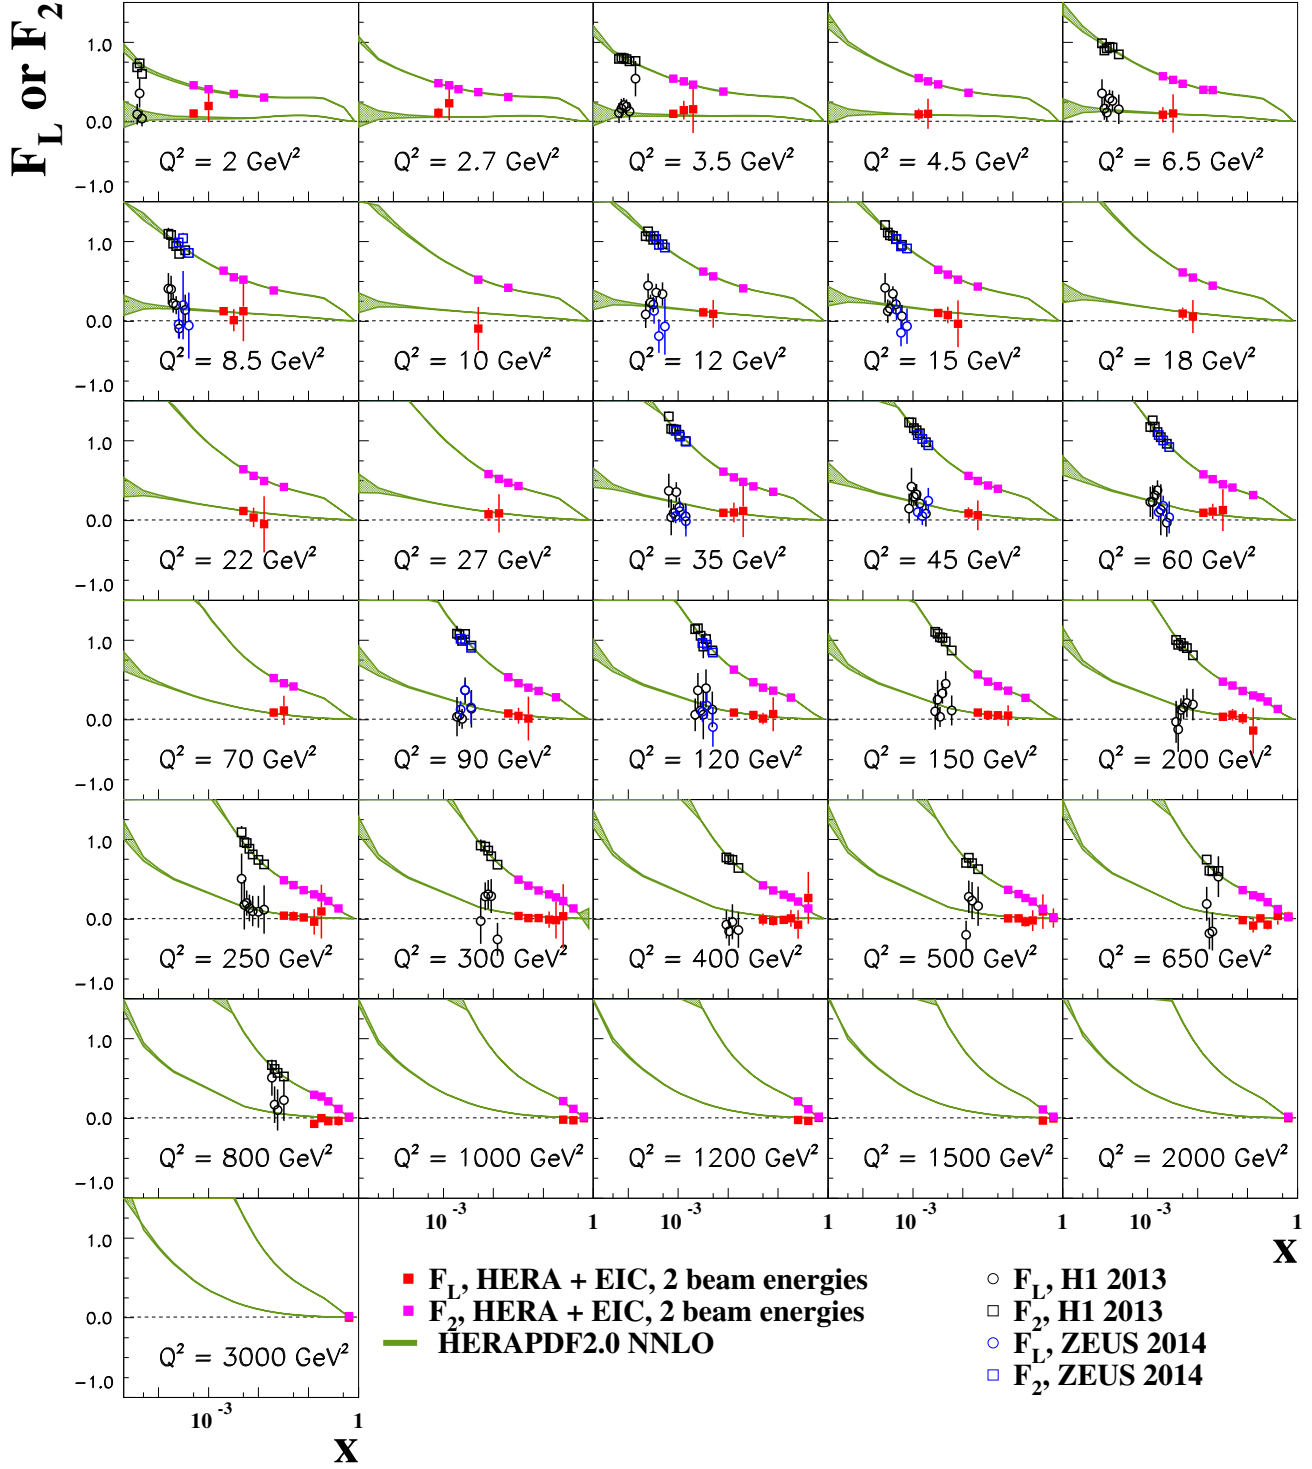 F_L or F_2
1.0
0.0
−1.0
Q² = 2 GeV²
Q² = 2.7 GeV²
Q² = 3.5 GeV²
Q² = 4.5 GeV²
Q² = 6.5 GeV²
1.0
0.0
−1.0
Q² = 8.5 GeV²
Q² = 10 GeV²
Q² = 12 GeV²
Q² = 15 GeV²
Q² = 18 GeV²
1.0
0.0
−1.0
Q² = 22 GeV²
Q² = 27 GeV²
Q² = 35 GeV²
Q² = 45 GeV²
Q² = 60 GeV²
1.0
0.0
−1.0
Q² = 70 GeV²
Q² = 90 GeV²
Q² = 120 GeV²
Q² = 150 GeV²
Q² = 200 GeV²
1.0
0.0
−1.0
Q² = 250 GeV²
Q² = 300 GeV²
Q² = 400 GeV²
Q² = 500 GeV²
Q² = 650 GeV²
1.0
0.0
−1.0
Q² = 800 GeV²
Q² = 1000 GeV²
Q² = 1200 GeV²
Q² = 1500 GeV²
Q² = 2000 GeV²
10⁻³ 1 10⁻³ 1 10⁻³ 1 10⁻³ 1
x
1.0
0.0
−1.0
Q² = 3000 GeV²
10⁻³ 1
x
F_L, HERA + EIC, 2 beam energies
F_2, HERA + EIC, 2 beam energies
HERAPDF2.0 NNLO
F_L, H1 2013
F_2, H1 2013
F_L, ZEUS 2014
F_2, ZEUS 2014